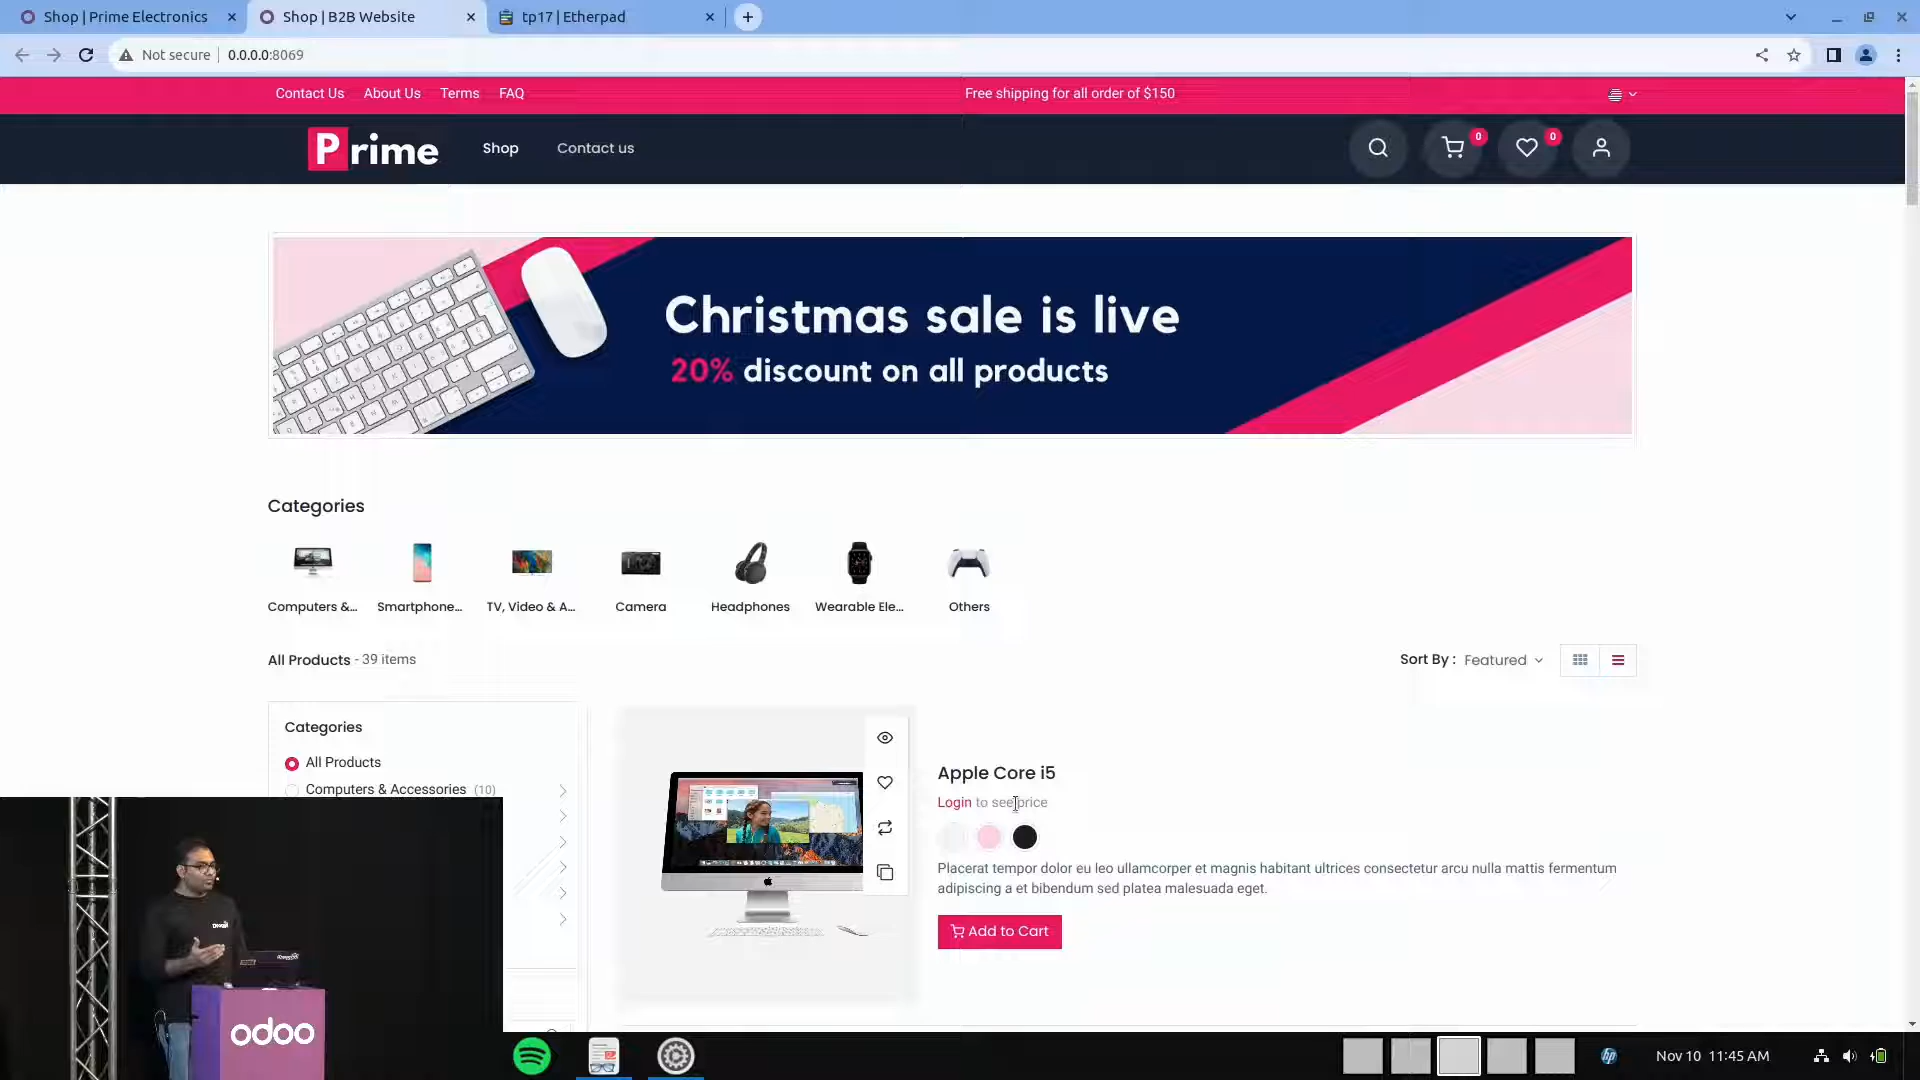 Shop | Prime Electronics
Shop | B2B Website
tp17 | Etherpad
Not secure
0.0.0.0:8069
Contact Us
About Us
Terms
FAQ
Free shipping for all order of $150
Prime
Shop
Contact us
0
0
Christmas sale is live
20% discount on all products
Categories
Computers &...
Smartphone...
TV, Video & A...
Camera
Headphones
Wearable Ele...
Others
All Products - 39 items
Sort By : Featured
Categories
All Products
Computers & Accessories (10)
Apple Core i5
Login to see price
Placerat tempor dolor eu leo ullamcorper et magnis habitant ultrices consectetur arcu nulla mattis fermentum
adipiscing a et bibendum sed platea malesuada eget.
Add to Cart
odoo
hp
Nov 10 11:45 AM